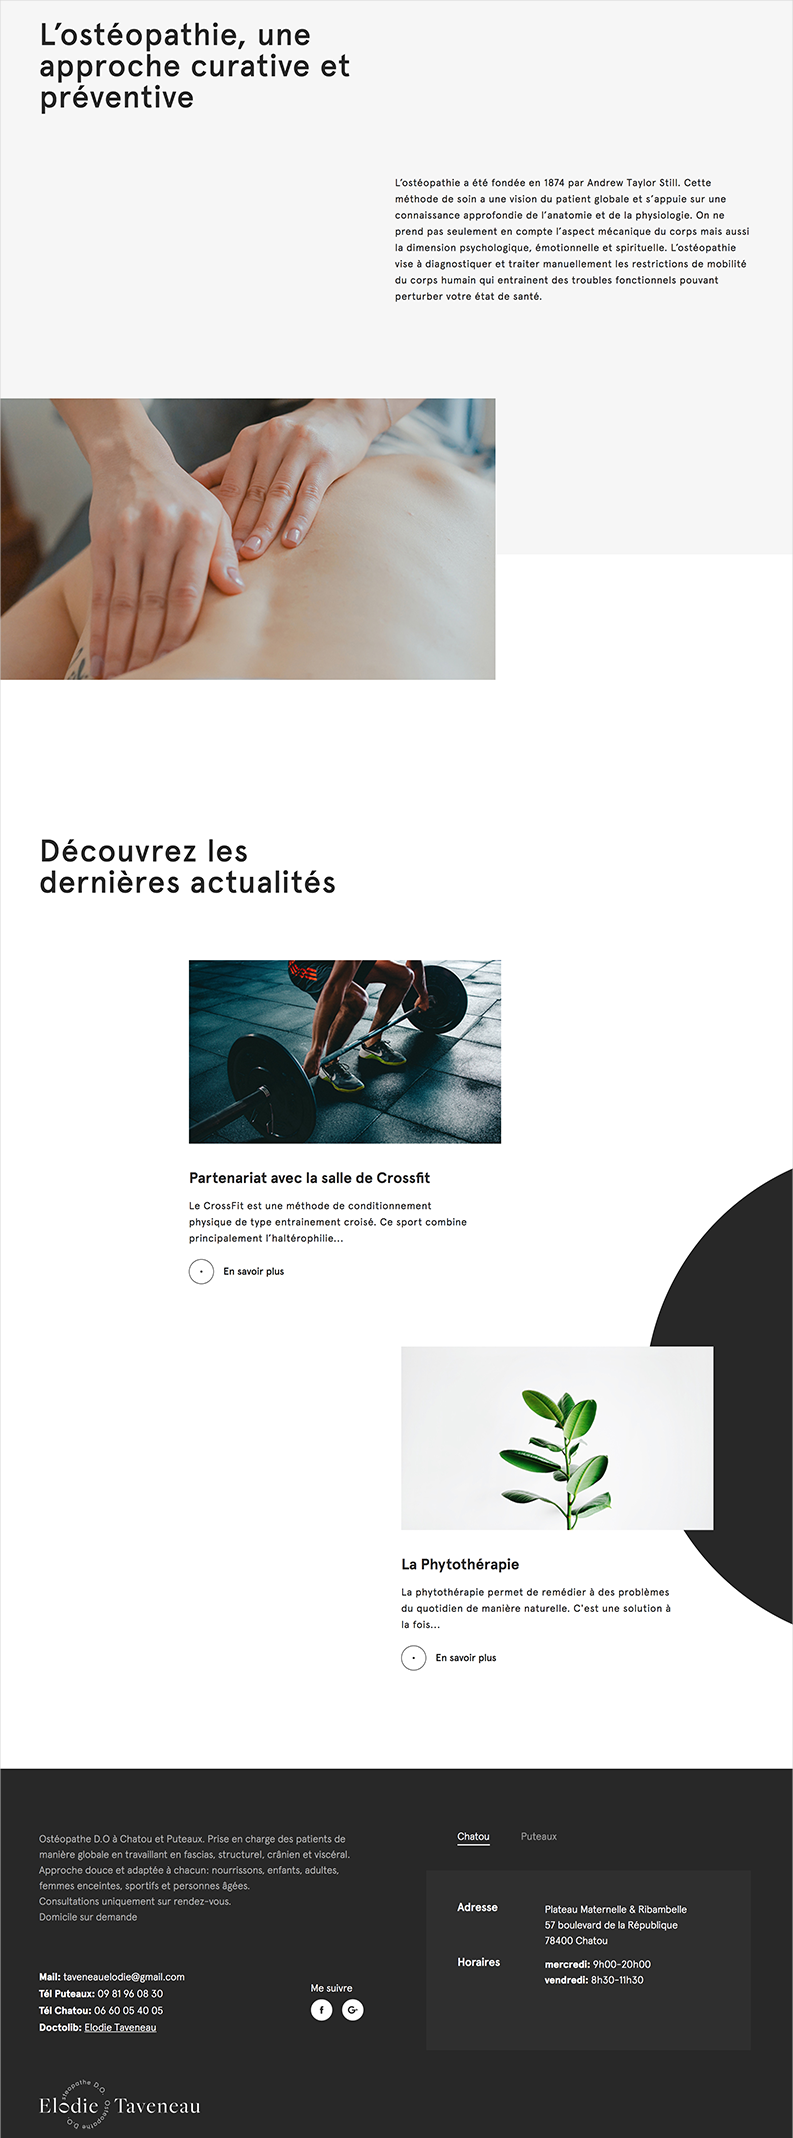 L’ostéopathie, une
approche curative et
préventive
L’ostéopathie a été fondée en 1874 par Andrew Taylor Still. Cette
méthode de soin a une vision du patient globale et s’appuie sur une
connaissance approfondie de l’anatomie et de la physiologie. On ne
prend pas seulement en compte l’aspect mécanique du corps mais aussi
la dimension psychologique, émotionnelle et spirituelle. L’ostéopathie
vise à diagnostiquer et traiter manuellement les restrictions de mobilité
du corps humain qui entrainent des troubles fonctionnels pouvant
perturber votre état de santé.
Découvrez les
dernières actualités
Partenariat avec la salle de Crossfit
Le CrossFit est une méthode de conditionnement
physique de type entrainement croisé. Ce sport combine
principalement l’haltérophilie...
En savoir plus
La Phytothérapie
La phytothérapie permet de remédier à des problèmes
du quotidien de manière naturelle. C'est une solution à
la fois...
En savoir plus
Ostéopathe D.O à Chatou et Puteaux. Prise en charge des patients de
manière globale en travaillant en fascias, structurel, crânien et viscéral.
Approche douce et adaptée à chacun: nourrissons, enfants, adultes,
femmes enceintes, sportifs et personnes âgées.
Consultations uniquement sur rendez-vous.
Domicile sur demande
Mail: taveneauelodie@gmail.com
Tél Puteaux: 09 81 96 08 30
Tél Chatou: 06 60 05 40 05
Doctolib: Elodie Taveneau
Me suivre
f G+
Chatou Puteaux
Adresse Plateau Maternelle & Ribambelle
57 boulevard de la République
78400 Chatou
Horaires mercredi: 9h00-20h00
vendredi: 8h30-11h30
Elodie Taveneau
Ostéopathe D.O. Ostéopathe D.O.